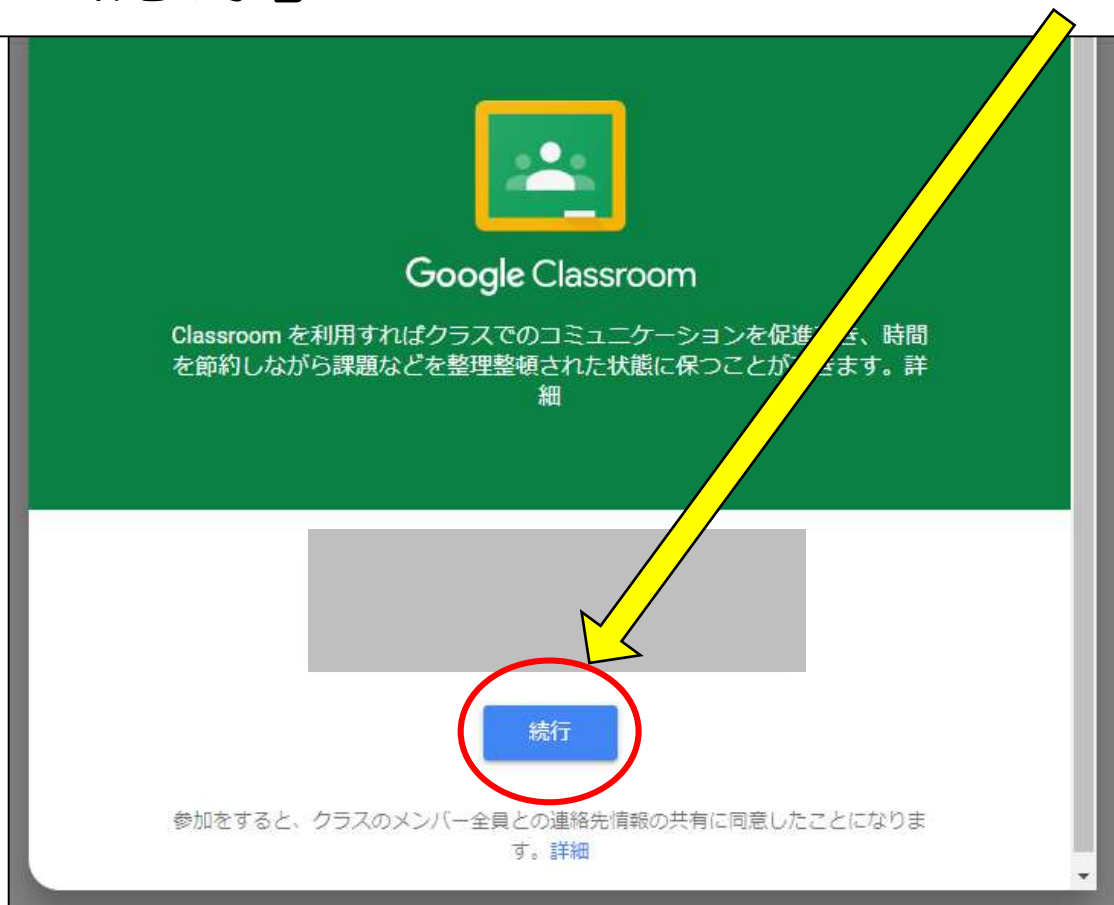 Google Classroom
Classroom を利用すればクラスでのコミュニケーションを促進でき、時間
を節約しながら課題などを整理整頓された状態に保つことができます。詳
細
続行
参加をすると、クラスのメンバー全員との連絡先情報の共有に同意したことになりま
す。詳細